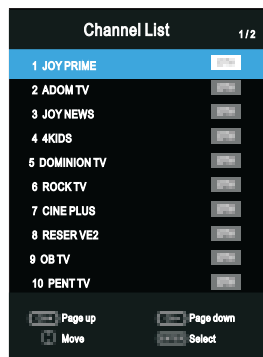 Channel List 1/2
1 JOY PRIME
2 ADOM TV
3 JOY NEWS
4 4KIDS
5 DOMINION TV
6 ROCK TV
7 CINE PLUS
8 RESER VE2
9 OB TV
10 PENT TV
Page up Page down
Move Select